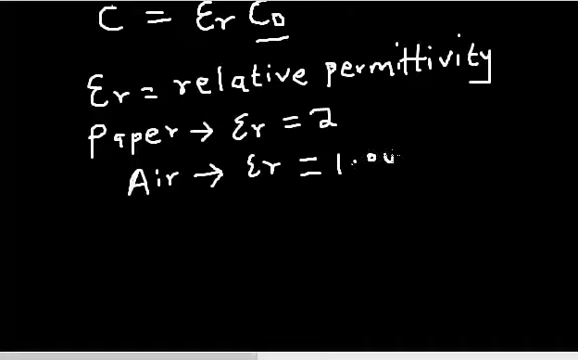 C = εr C0
εr = relative permittivity
Paper → εr = 2
Air → εr = 1.00